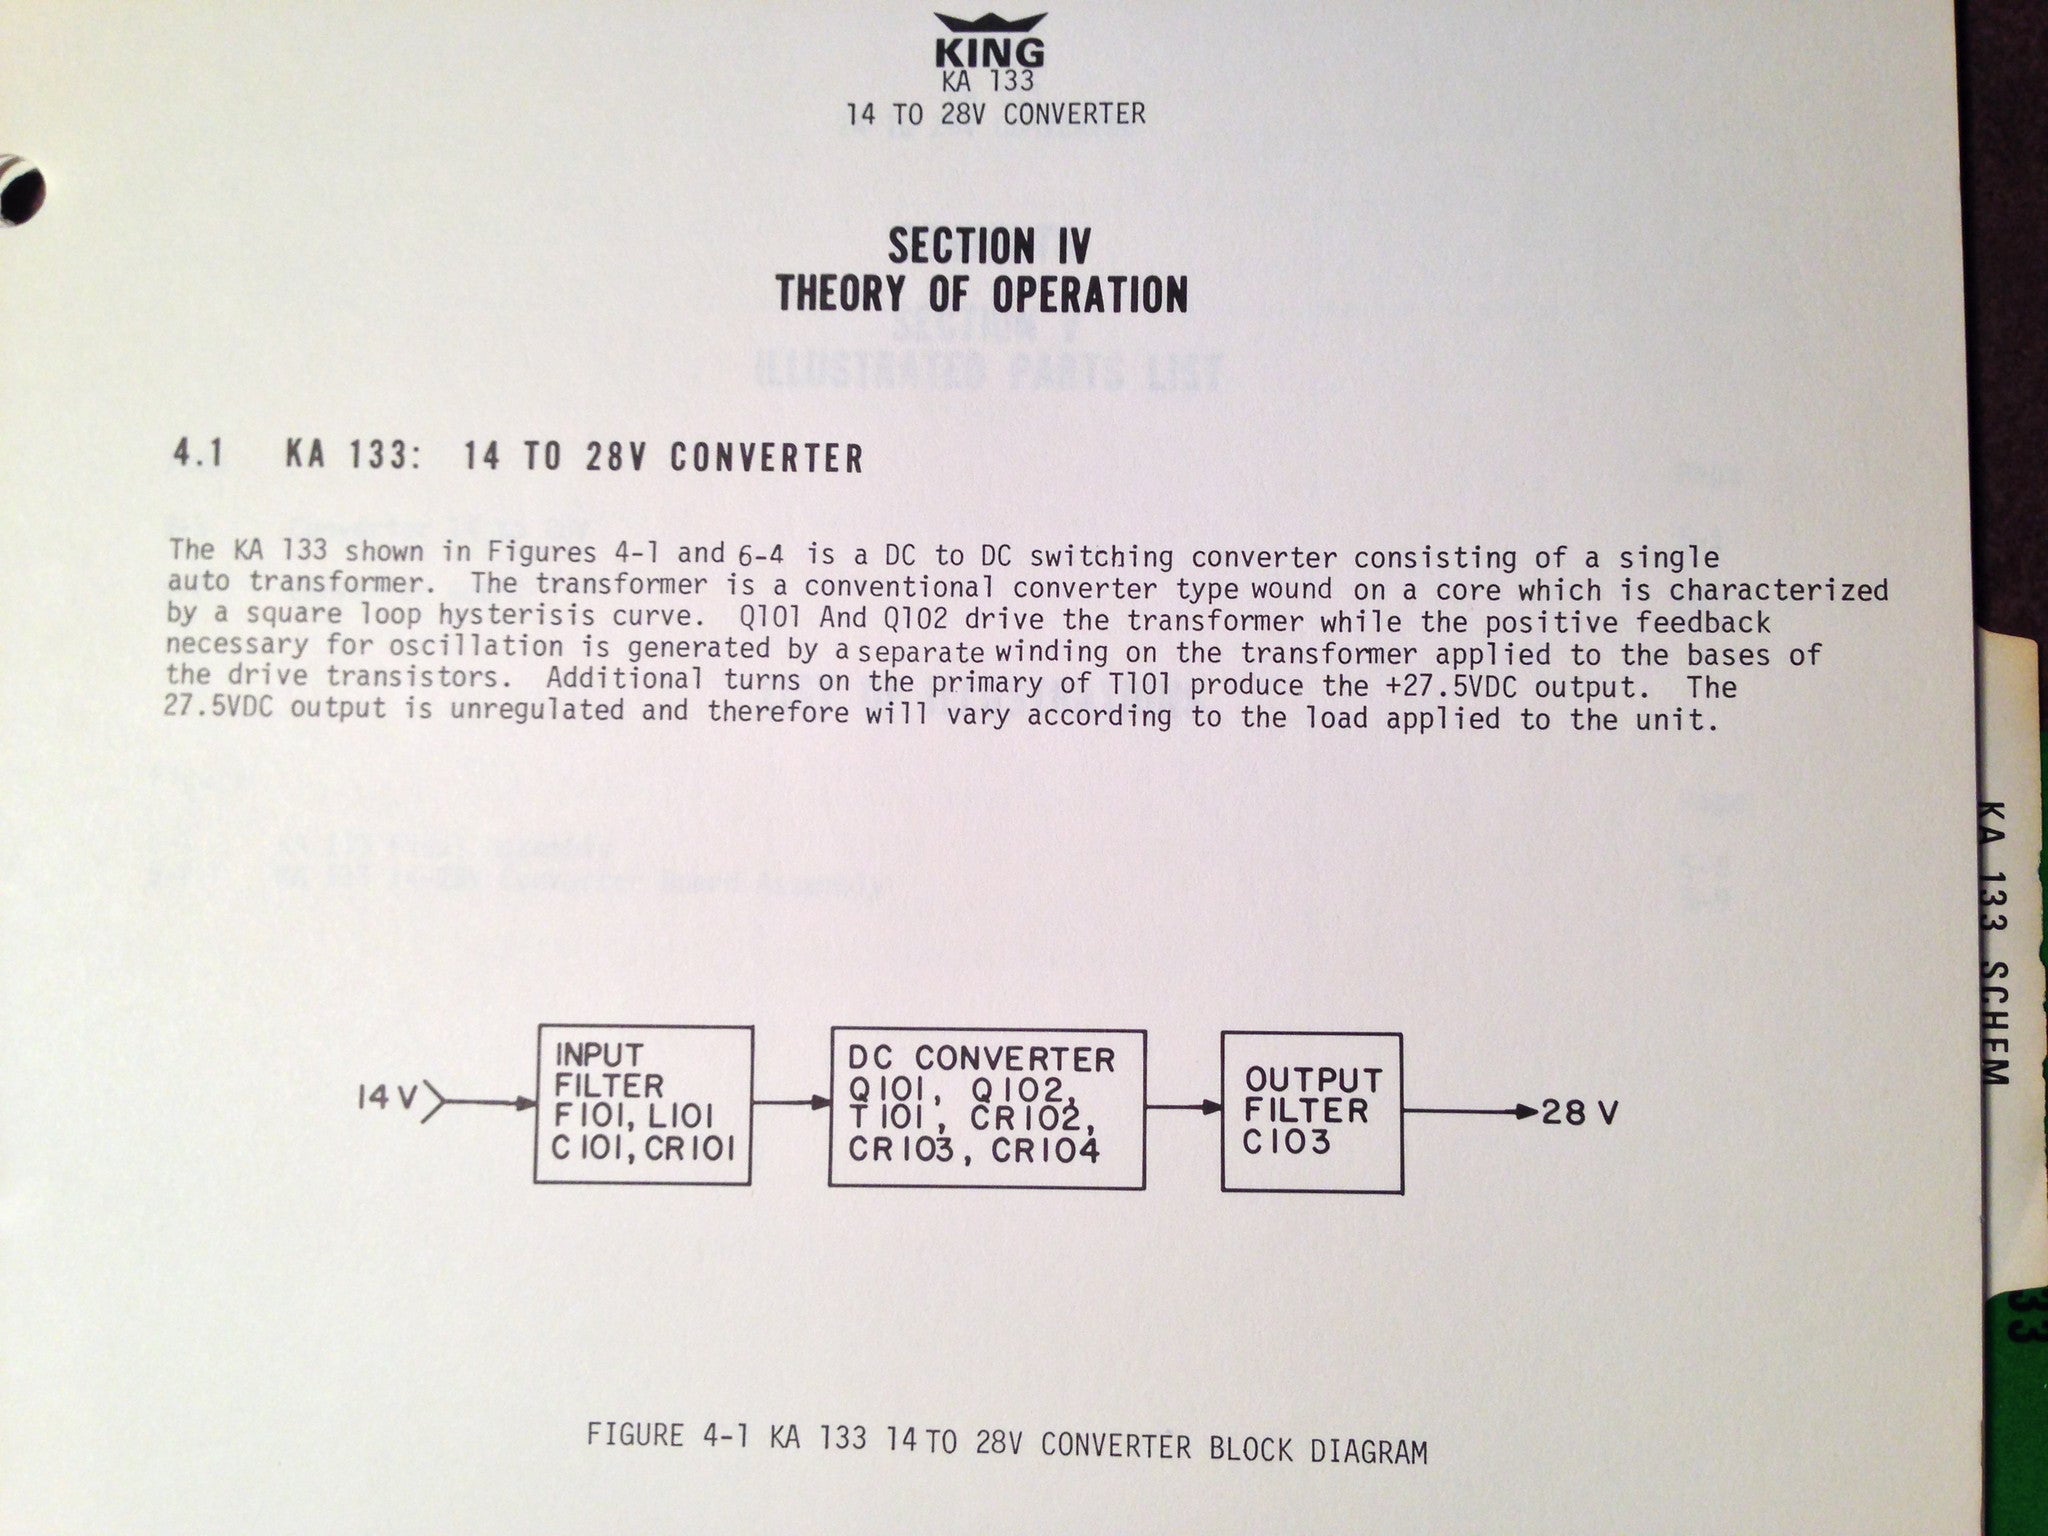 KING
KA 133
14 TO 28V CONVERTER
SECTION IV
THEORY OF OPERATION
SECTION V
ILLUSTRATED PARTS LIST
4.1 KA 133: 14 TO 28V CONVERTER
The KA 133 shown in Figures 4-1 and 6-4 is a DC to DC switching converter consisting of a single
auto transformer. The transformer is a conventional converter type wound on a core which is characterized
by a square loop hysterisis curve. Q101 And Q102 drive the transformer while the positive feedback
necessary for oscillation is generated by a separate winding on the transformer applied to the bases of
the drive transistors. Additional turns on the primary of T101 produce the +27.5VDC output. The
27.5VDC output is unregulated and therefore will vary according to the load applied to the unit.
14V
INPUT
FILTER
F101, L101
C101, CR101
DC CONVERTER
Q101, Q102,
T101, CR102,
CR103, CR104
OUTPUT
FILTER
C103
28 V
FIGURE 4-1 KA 133 14 TO 28V CONVERTER BLOCK DIAGRAM
KA 133 SCHEM
33